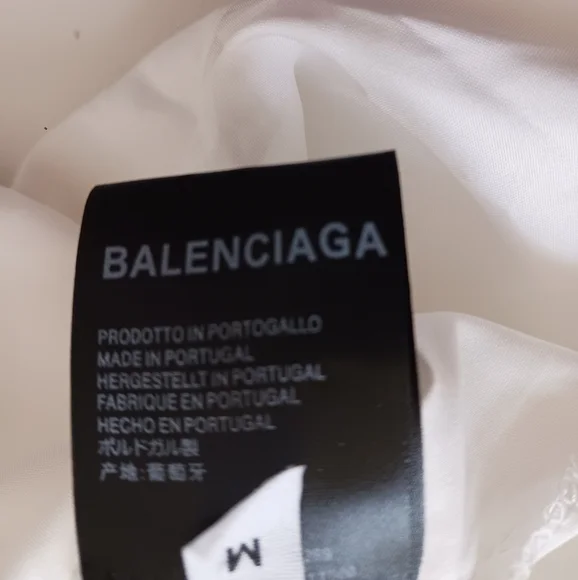 BALENCIAGA
PRODOTTO IN PORTOGALLO
MADE IN PORTUGAL
HERGESTELLT IN PORTUGAL
FABRIQUE EN PORTUGAL
HECHO EN PORTUGAL
ポルトガル製
产地:葡萄牙
M